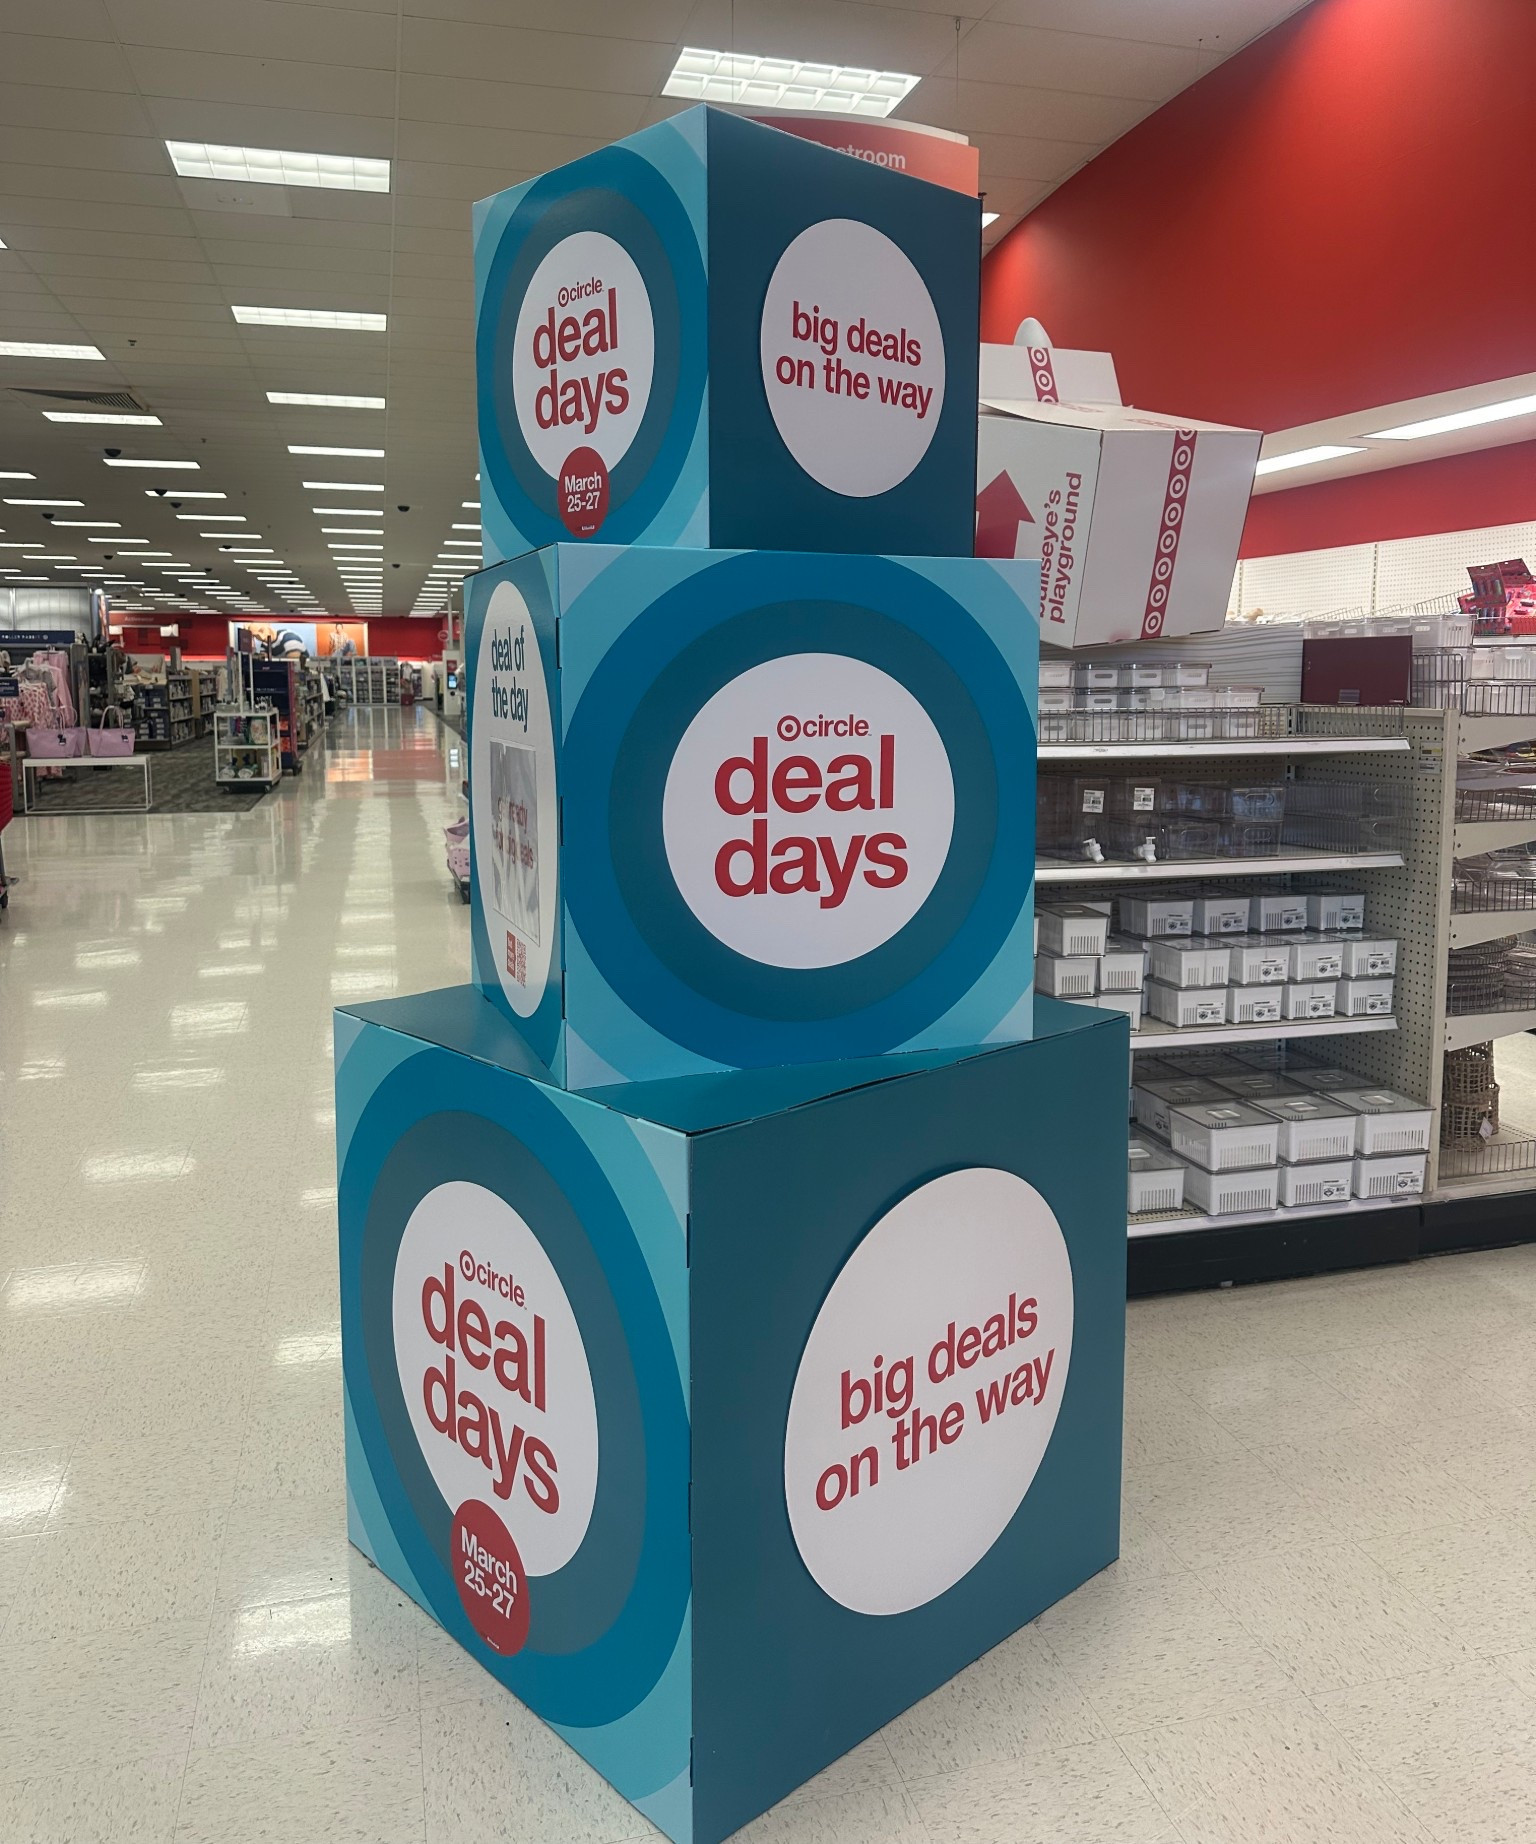 circle
deal
days
March
25-27
big deals
on the way
bullseye's
playground
deal of
the day
circle
deal
days
circle
deal
days
March
25-27
big deals
on the way